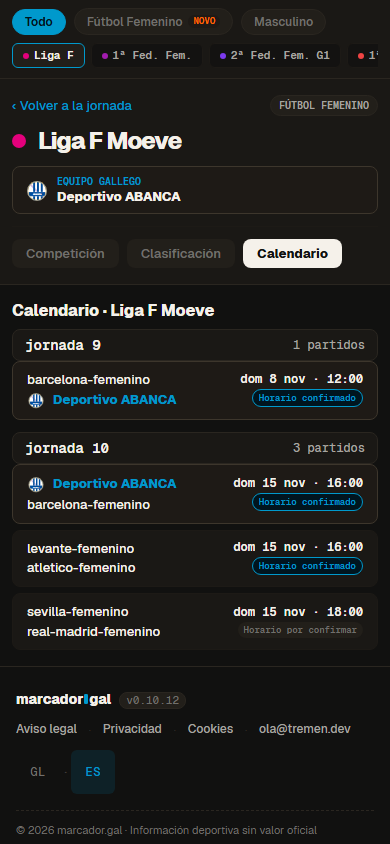 Todo Fútbol Femenino NOVO Masculino
Liga F 1ª Fed. Fem. 2ª Fed. Fem. G1
‹ Volver a la jornada FÚTBOL FEMENINO
Liga F Moeve
EQUIPO GALLEGO
Deportivo ABANCA
Competición Clasificación Calendario
Calendario · Liga F Moeve
jornada 9 1 partidos
barcelona-femenino dom 8 nov · 12:00
Deportivo ABANCA Horario confirmado
jornada 10 3 partidos
Deportivo ABANCA dom 15 nov · 16:00
barcelona-femenino Horario confirmado
levante-femenino dom 15 nov · 16:00
atletico-femenino Horario confirmado
sevilla-femenino dom 15 nov · 18:00
real-madrid-femenino Horario por confirmar
marcador gal v0.10.12
Aviso legal · Privacidad · Cookies · ola@tremen.dev
GL · ES
© 2026 marcador.gal · Información deportiva sin valor oficial